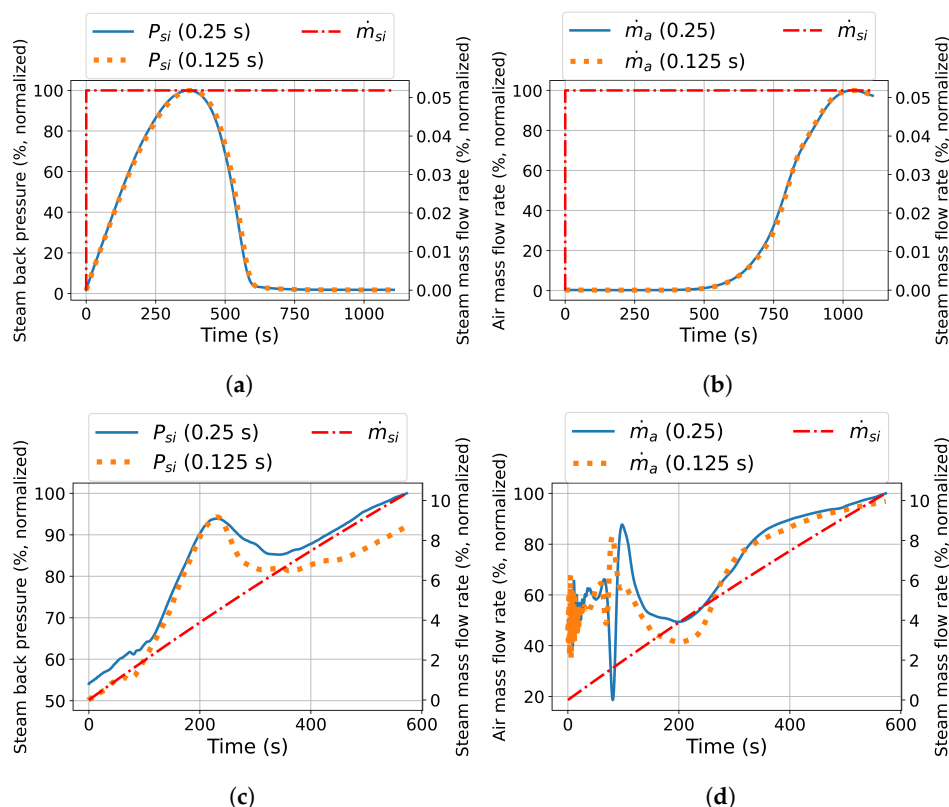 P_si (0.25 s) ṁ_si
P_si (0.125 s)
Steam back pressure (%, normalized)
100
80
60
40
20
0
0.05
0.04
0.03
0.02
0.01
0.00
Steam mass flow rate (%, normalized)
0 250 500 750 1000
Time (s)
(a)
ṁ_a (0.25) ṁ_si
ṁ_a (0.125 s)
Air mass flow rate (%, normalized)
100
80
60
40
20
0
0.05
0.04
0.03
0.02
0.01
0.00
Steam mass flow rate (%, normalized)
0 250 500 750 1000
Time (s)
(b)
P_si (0.25 s) ṁ_si
P_si (0.125 s)
Steam back pressure (%, normalized)
100
90
80
70
60
50
10
8
6
4
2
0
Steam mass flow rate (%, normalized)
0 200 400 600
Time (s)
(c)
ṁ_a (0.25) ṁ_si
ṁ_a (0.125 s)
Air mass flow rate (%, normalized)
100
80
60
40
20
10
8
6
4
2
0
Steam mass flow rate (%, normalized)
0 200 400 600
Time (s)
(d)